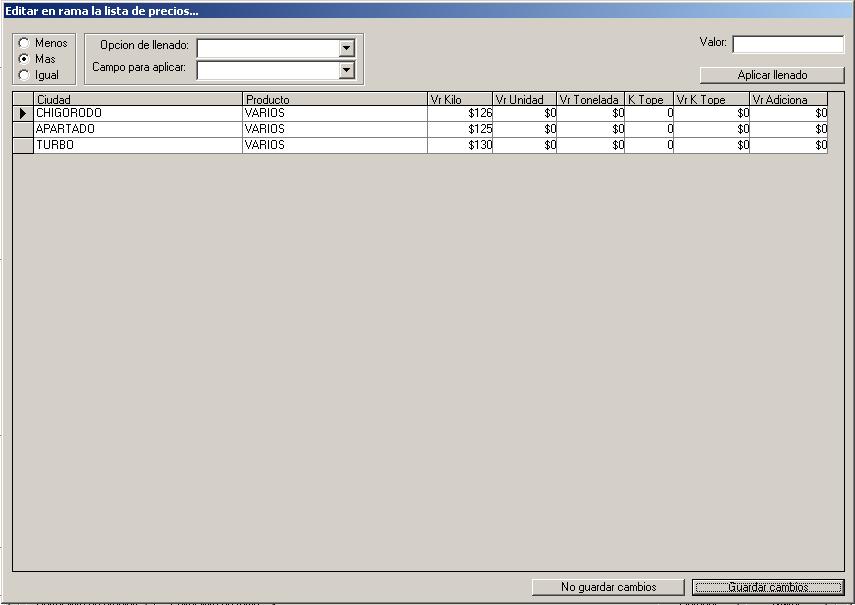 Editar en rama la lista de precios...
Menos
Mas
Igual
Opcion de llenado:
Campo para aplicar:
Valor:
Aplicar llenado
Ciudad Producto Vr Kilo Vr Unidad Vr Tonelada K Tope Vr K Tope Vr Adiciona
CHIGORODO VARIOS $126 $0 $0 0 $0 $0
APARTADO VARIOS $125 $0 $0 0 $0 $0
TURBO VARIOS $130 $0 $0 0 $0 $0
No guardar cambios Guardar cambios